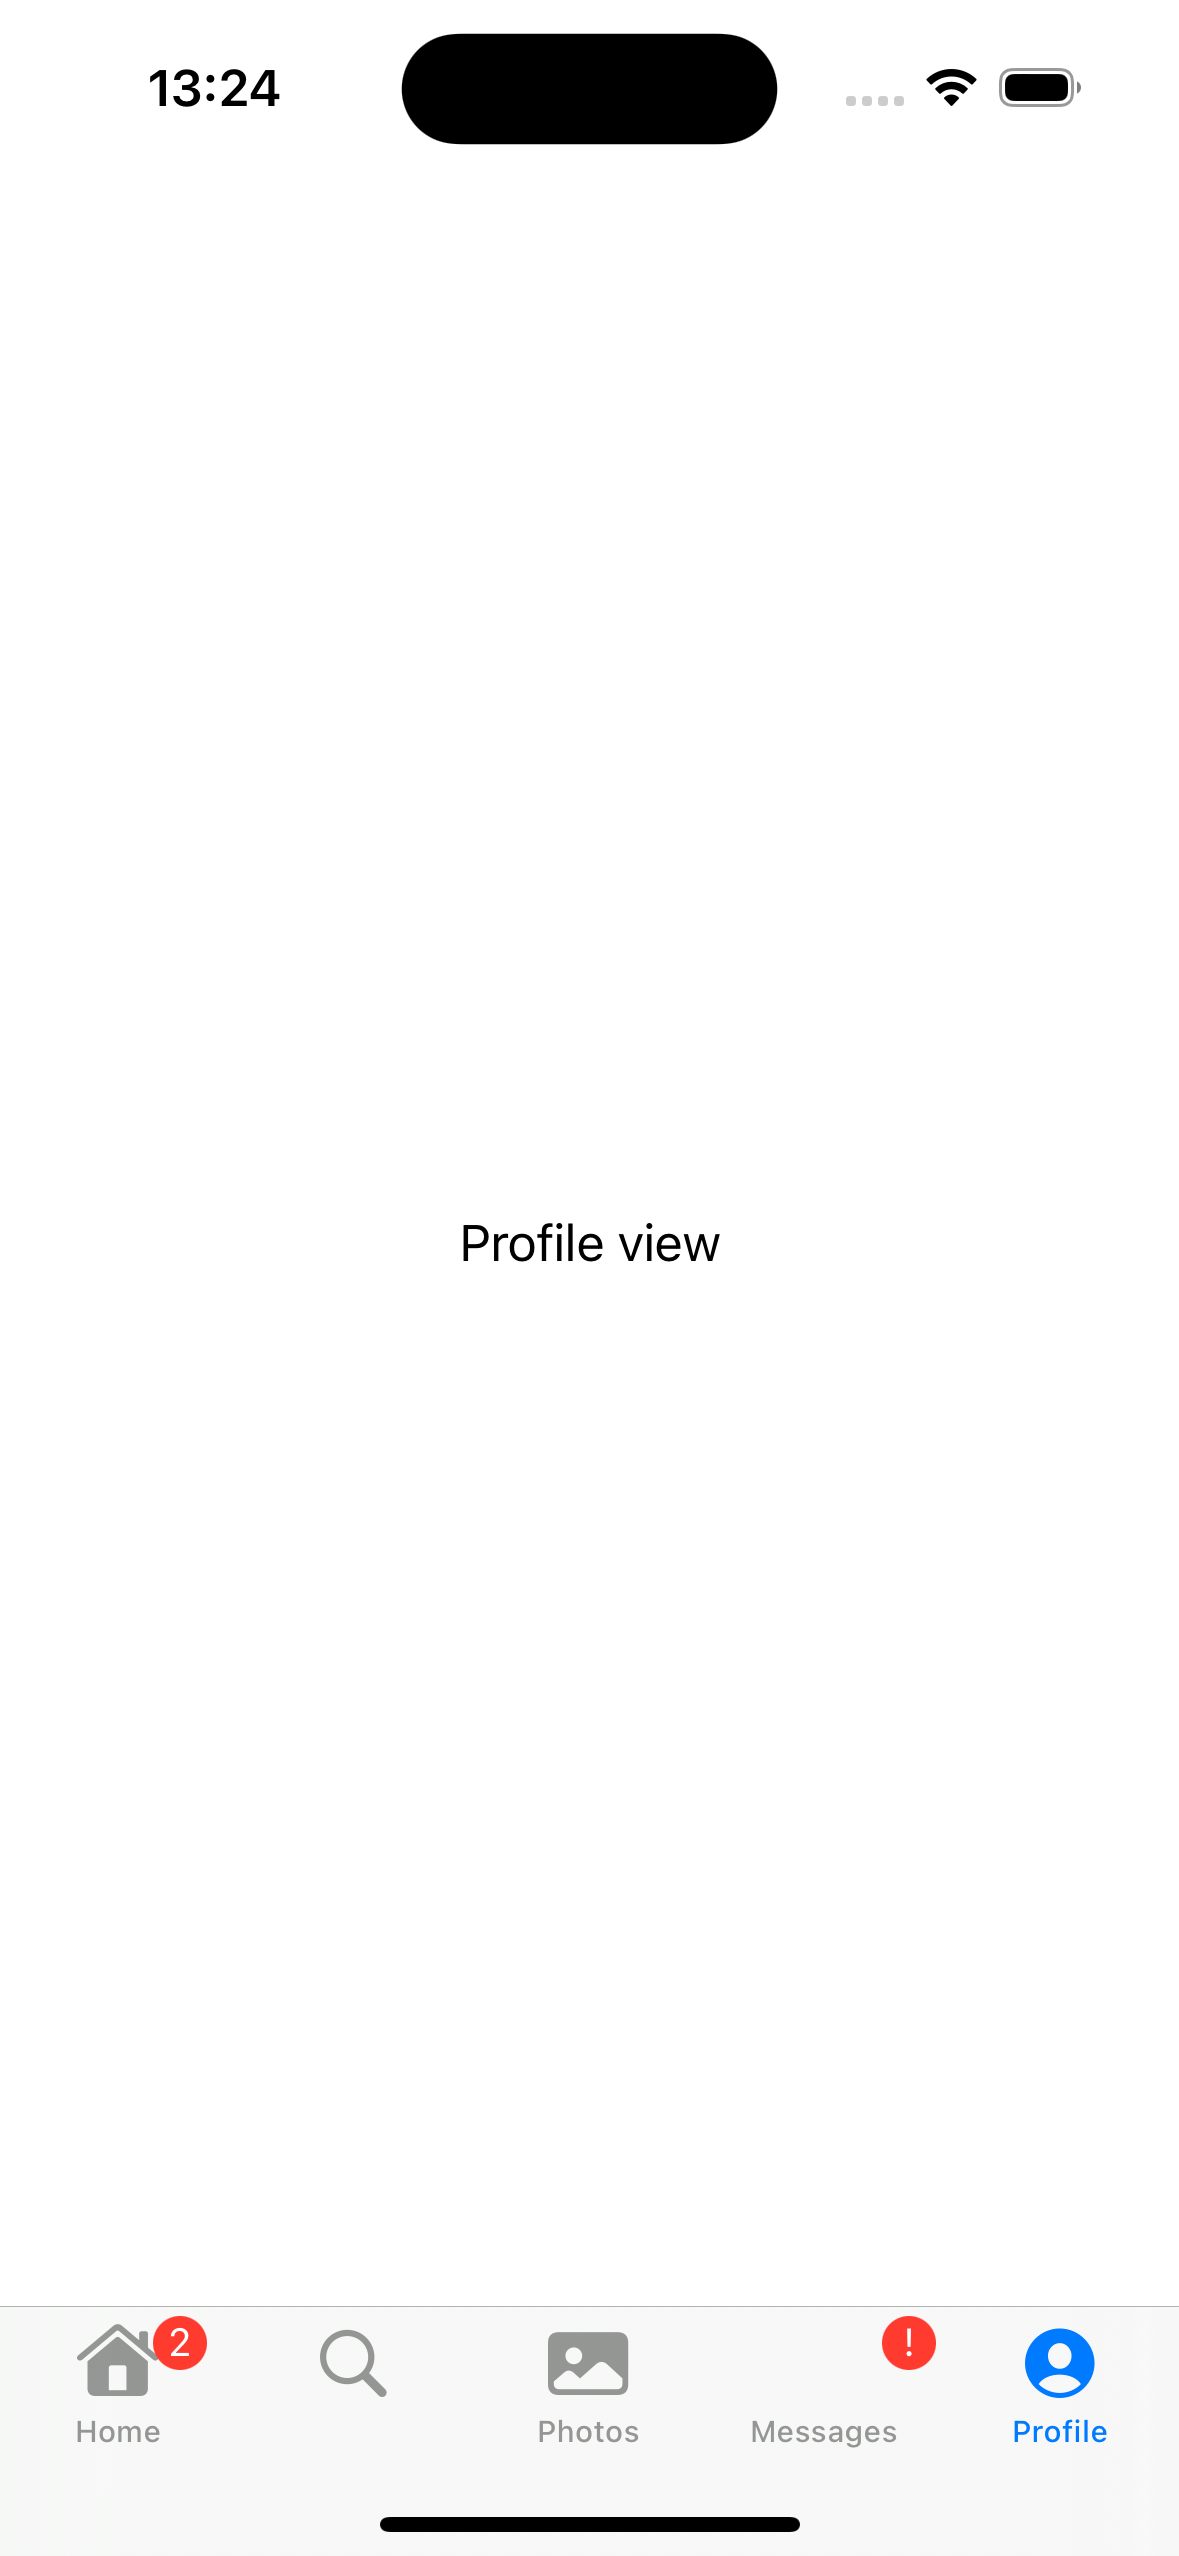 13:24
Profile view
2
!
Home
Photos
Messages
Profile